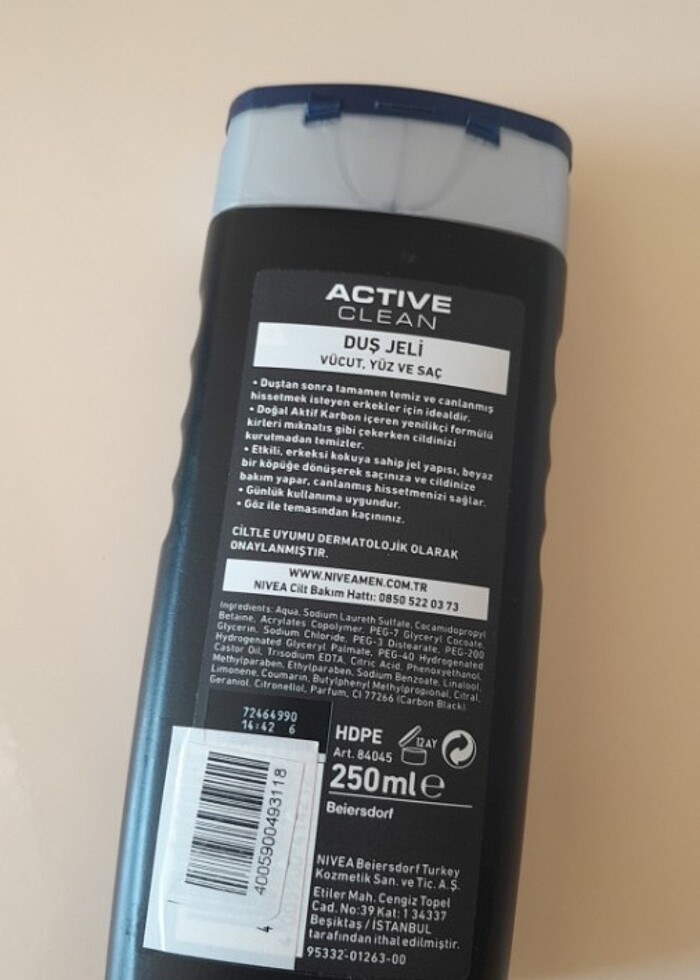 ACTIVE
CLEAN
DUŞ JELİ
VÜCUT, YÜZ VE SAÇ
• Duştan sonra tamamen temiz ve canlanmış
hissetmek isteyen erkekler için idealdir.
• Doğal Aktif Karbon içeren yenilikçi formülü
kirleri mıknatıs gibi çekerken cildinizi
kurutmadan temizler.
• Etkili, erkeksi kokuya sahip jel yapısı, beyaz
bir köpüğe dönüşerek saçınıza ve cildinize
bakım yapar, canlanmış hissetmenizi sağlar.
• Günlük kullanıma uygundur.
• Göz ile temasından kaçınınız.
CİLTLE UYUMU DERMATOLOJİK OLARAK
ONAYLANMIŞTIR.
WWW.NIVEAMEN.COM.TR
NIVEA Cilt Bakım Hattı: 0850 522 03 73
Ingredients: Aqua, Sodium Laureth Sulfate, Cocamidopropyl
Betaine, Acrylates Copolymer, PEG-7 Glyceryl Cocoate,
Glycerin, Sodium Chloride, PEG-3 Distearate, PEG-200
Hydrogenated Glyceryl Palmate, PEG-40 Hydrogenated
Castor Oil, Trisodium EDTA, Citric Acid, Phenoxyethanol,
Methylparaben, Ethylparaben, Sodium Benzoate, Linalool,
Limonene, Coumarin, Butylphenyl Methylpropional, Citral,
Geraniol, Citronellol, Parfum, CI 77266 (Carbon Black).
72464990
14:42 6
HDPE
12 AY
Art. 84045
250ml e
Beiersdorf
4005900493118
4
NIVEA Beiersdorf Turkey
Kozmetik San. ve Tic. A.Ş.
Etiler Mah. Cengiz Topel
Cad. No:39 Kat: 1 34337
Beşiktaş / İSTANBUL
tarafından ithal edilmiştir.
95332-01263-00